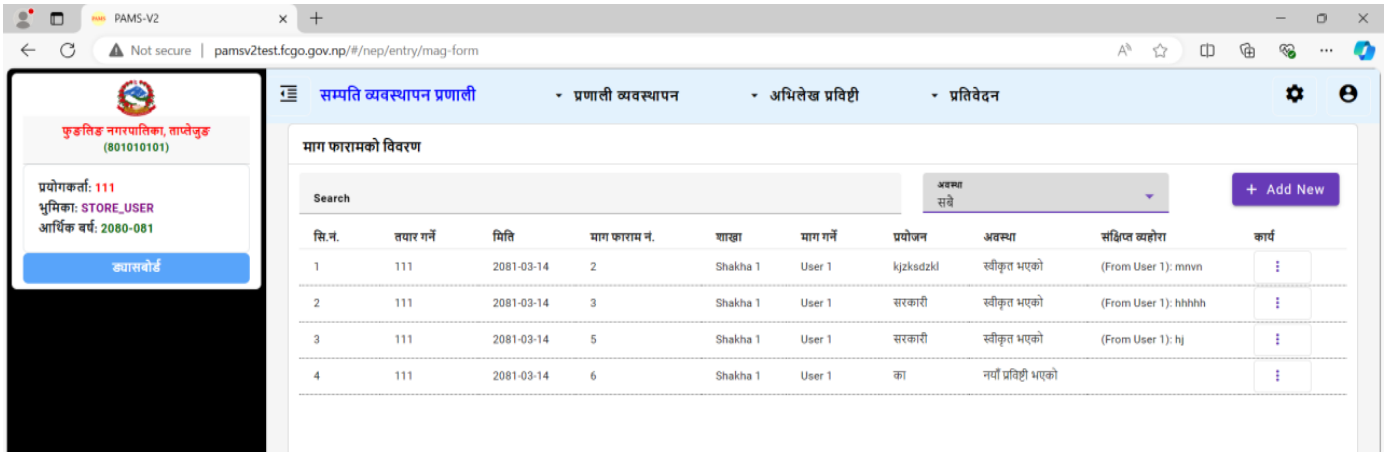 PAMS-V2
Not secure | pamsv2test.fcgo.gov.np/#/nep/entry/mag-form
फुङलिङ नगरपालिका, ताप्लेजुङ
(801010101)
प्रयोगकर्ता: 111
भुमिका: STORE_USER
आर्थिक बर्ष: 2080-081
ड्यासबोर्ड
सम्पति व्यवस्थापन प्रणाली प्रणाली व्यवस्थापन अभिलेख प्रविष्टी प्रतिवेदन
माग फारामको विवरण
Search
अवस्था
सबै
+ Add New
सि.नं. तयार गर्ने मिति माग फाराम नं. शाखा माग गर्ने प्रयोजन अवस्था संक्षिप्त व्यहोरा कार्य
1 111 2081-03-14 2 Shakha 1 User 1 kjzksdzkl स्वीकृत भएको (From User 1): mnvn
2 111 2081-03-14 3 Shakha 1 User 1 सरकारी स्वीकृत भएको (From User 1): hhhhh
3 111 2081-03-14 5 Shakha 1 User 1 सरकारी स्वीकृत भएको (From User 1): hj
4 111 2081-03-14 6 Shakha 1 User 1 का नयाँ प्रविष्टी भएको